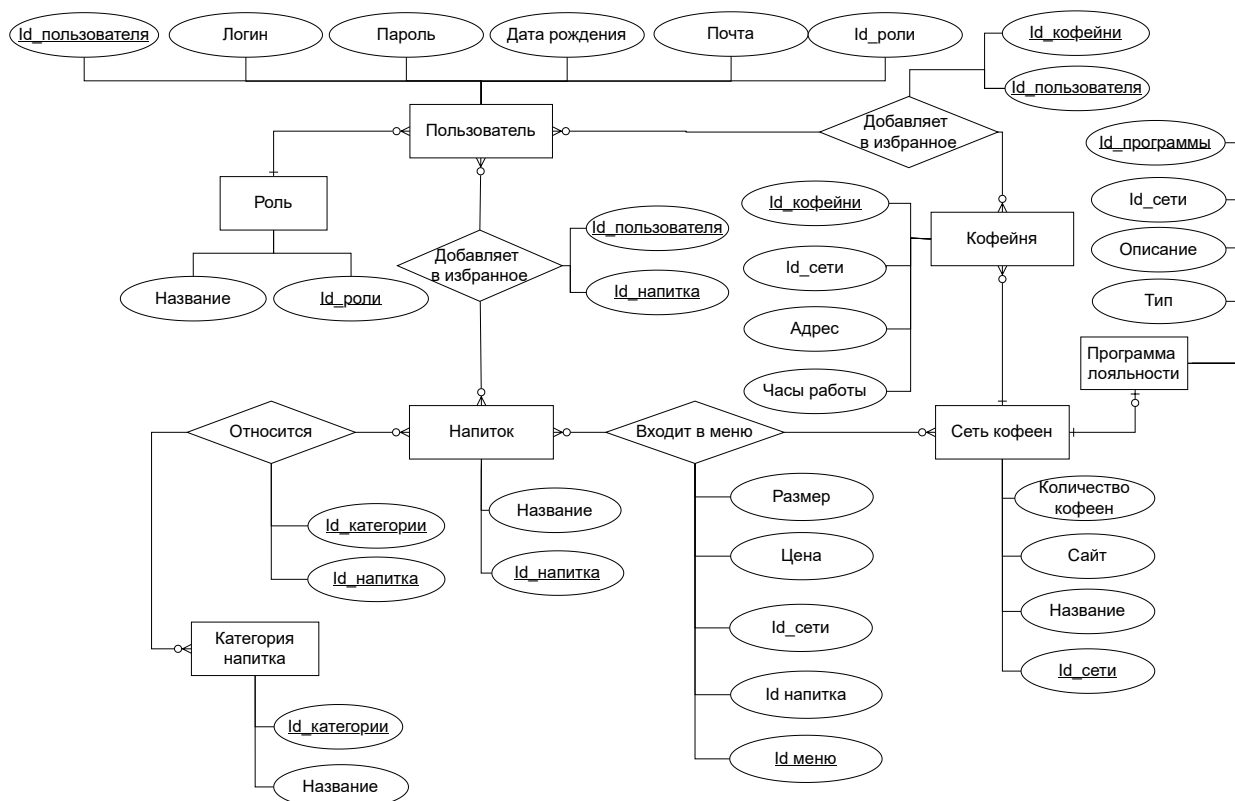 Id_пользователя
Логин
Пароль
Дата рождения
Почта
Id_роли
Id_кофейни
Id_пользователя
Пользователь
Добавляет
в избранное
Id_программы
Роль
Id_кофейни
Id_сети
Id_пользователя
Кофейня
Добавляет
в избранное
Описание
Id_сети
Название
Id_роли
Id_напитка
Тип
Адрес
Программа
лояльности
Часы работы
Относится
Напиток
Входит в меню
Сеть кофеен
Размер
Количество
кофеен
Название
Id_категории
Цена
Сайт
Id_напитка
Id_напитка
Название
Id_сети
Категория
напитка
Id_сети
Id напитка
Id_категории
Id меню
Название